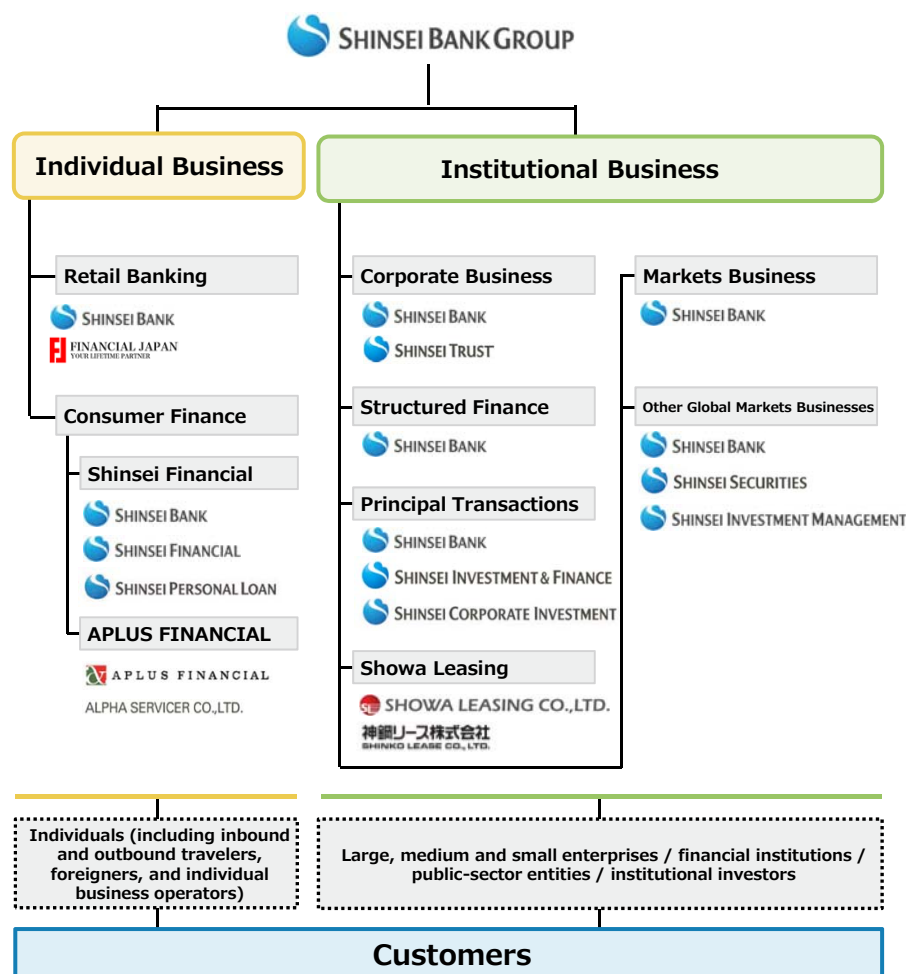 SHINSEI BANK GROUP
Individual Business
Institutional Business
Retail Banking
SHINSEI BANK
FINANCIAL JAPAN
YOUR LIFETIME PARTNER
Consumer Finance
Shinsei Financial
SHINSEI BANK
SHINSEI FINANCIAL
SHINSEI PERSONAL LOAN
APLUS FINANCIAL
APLUS FINANCIAL
ALPHA SERVICER CO.,LTD.
Corporate Business
SHINSEI BANK
SHINSEI TRUST
Structured Finance
SHINSEI BANK
Principal Transactions
SHINSEI BANK
SHINSEI INVESTMENT & FINANCE
SHINSEI CORPORATE INVESTMENT
Showa Leasing
SL SHOWA LEASING CO.,LTD.
神鋼リース株式会社
SHINKO LEASE CO., LTD.
Markets Business
SHINSEI BANK
Other Global Markets Businesses
SHINSEI BANK
SHINSEI SECURITIES
SHINSEI INVESTMENT MANAGEMENT
Individuals (including inbound
and outbound travelers,
foreigners, and individual
business operators)
Large, medium and small enterprises / financial institutions /
public-sector entities / institutional investors
Customers